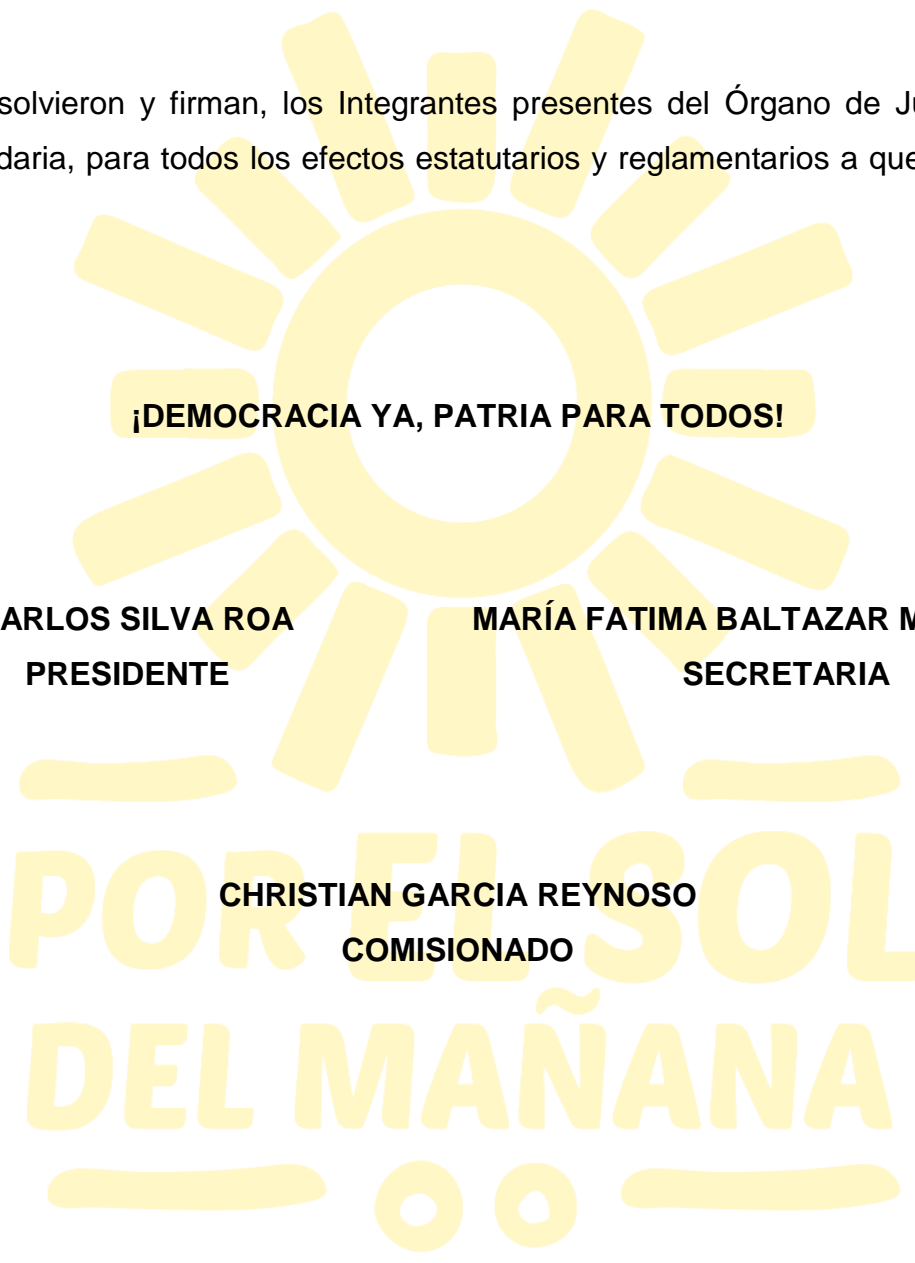 solvieron y firman, los Integrantes presentes del Órgano de Ju
daria, para todos los efectos estatutarios y reglamentarios a que
¡DEMOCRACIA YA, PATRIA PARA TODOS!
ARLOS SILVA ROA MARÍA FATIMA BALTAZAR M
PRESIDENTE SECRETARIA
CHRISTIAN GARCIA REYNOSO
COMISIONADO
POR EL SOL
DEL MAÑANA